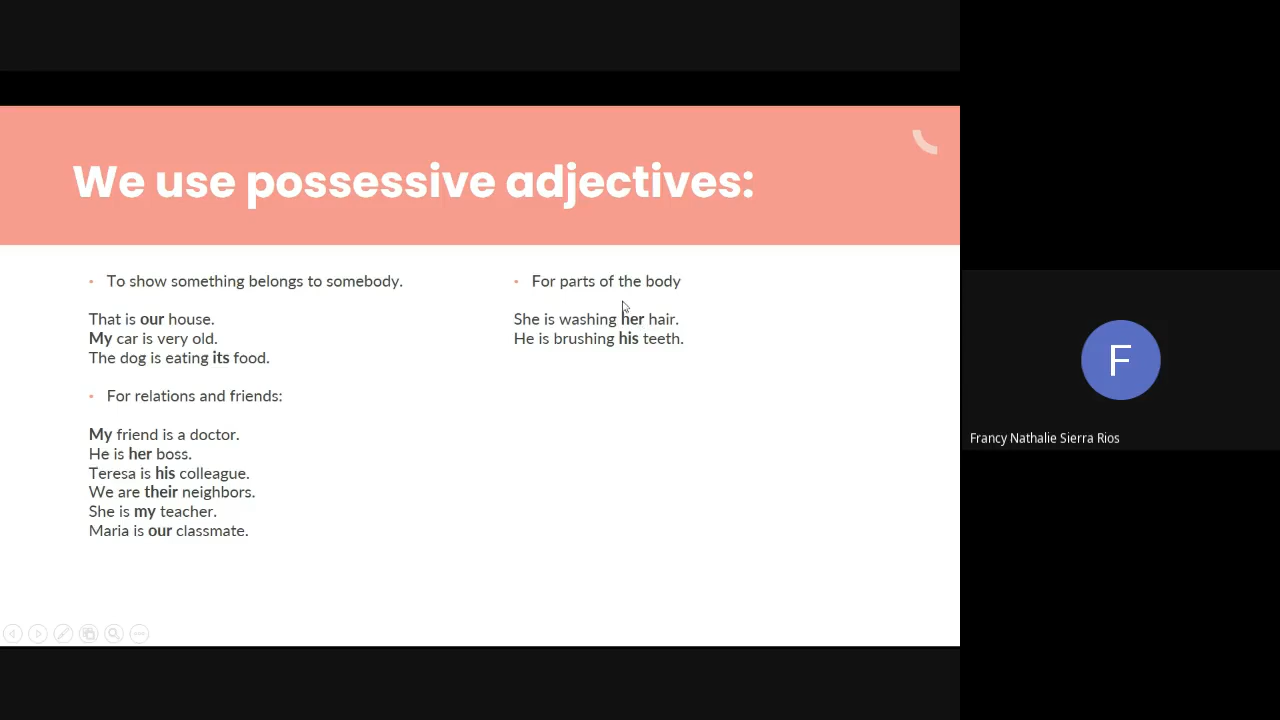 We use possessive adjectives:
• To show something belongs to somebody.
That is our house.
My car is very old.
The dog is eating its food.
• For relations and friends:
My friend is a doctor.
He is her boss.
Teresa is his colleague.
We are their neighbors.
She is my teacher.
Maria is our classmate.
• For parts of the body
She is washing her hair.
He is brushing his teeth.
F
Francy Nathalie Sierra Rios